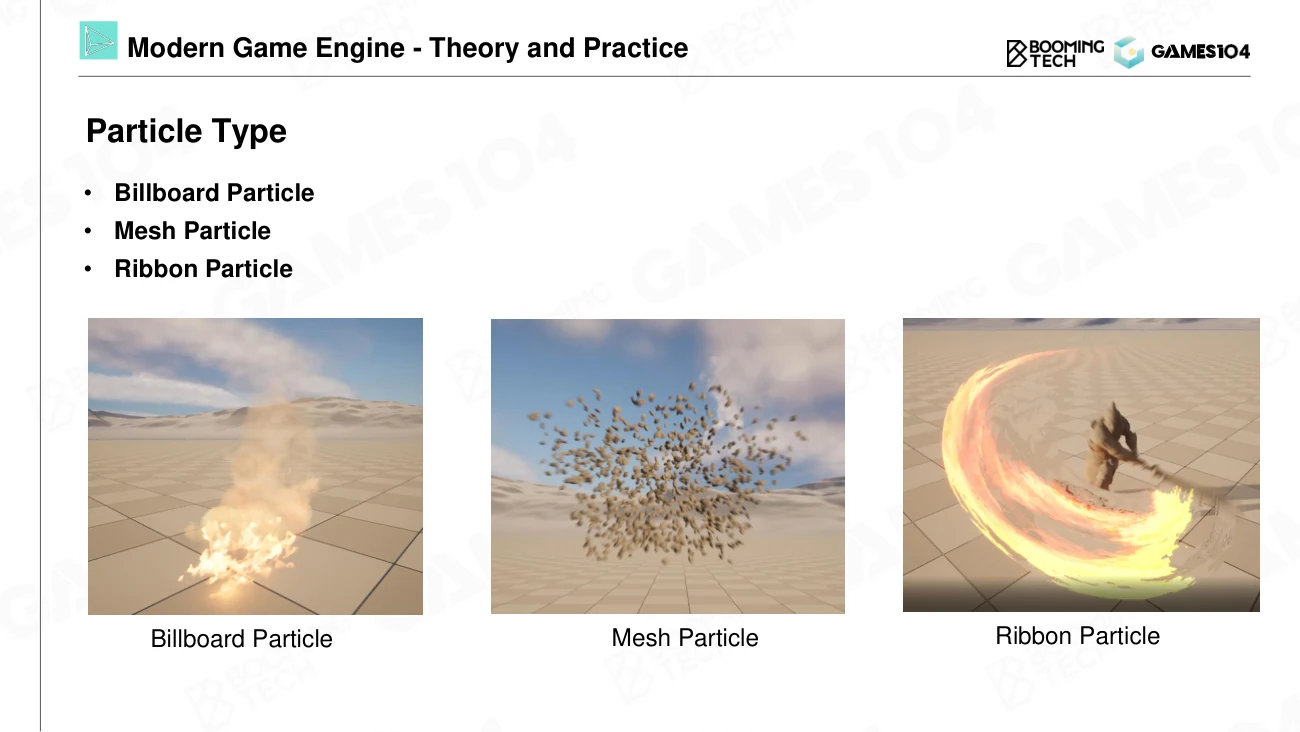 Modern Game Engine - Theory and Practice
BOOMING
TECH
GAMES104
Particle Type
• Billboard Particle
• Mesh Particle
• Ribbon Particle
Billboard Particle
Mesh Particle
Ribbon Particle